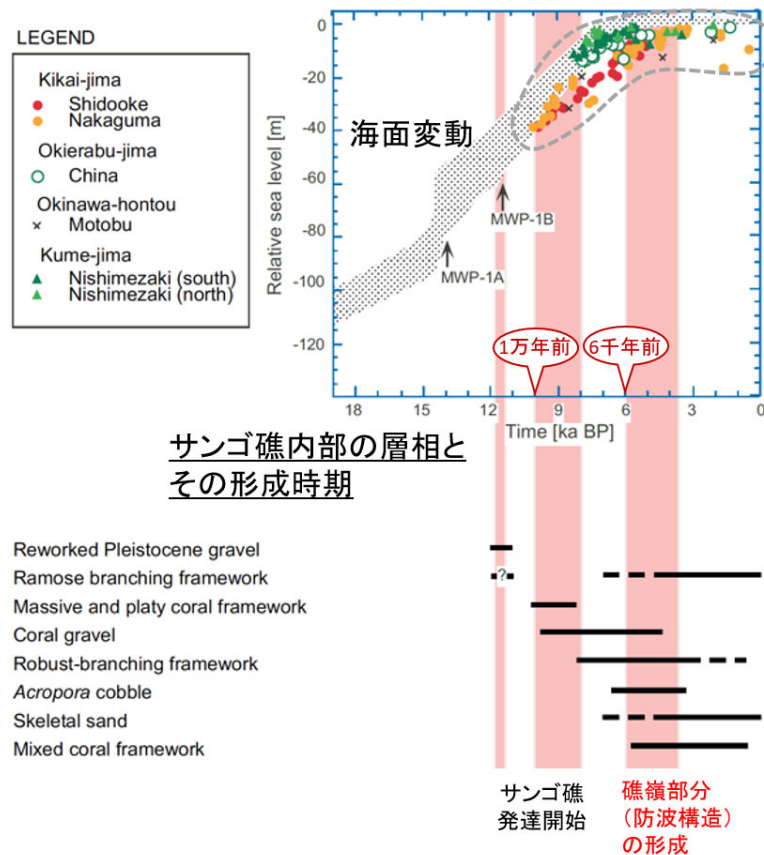 LEGEND
Kikai-jima
Shidooke
Nakaguma
Okierabu-jima
China
Okinawa-hontou
Motobu
Kume-jima
Nishimezaki (south)
Nishimezaki (north)
Relative sea level [m]
0
-20
-40
-60
-80
-100
-120
海面変動
MWP-1B
MWP-1A
1万年前
6千年前
18
15
12
9
6
3
0
Time [ka BP]
サンゴ礁内部の層相と
その形成時期
Reworked Pleistocene gravel
Ramose branching framework
?
Massive and platy coral framework
Coral gravel
Robust-branching framework
Acropora cobble
Skeletal sand
Mixed coral framework
サンゴ礁
発達開始
礁嶺部分
（防波構造）
の形成